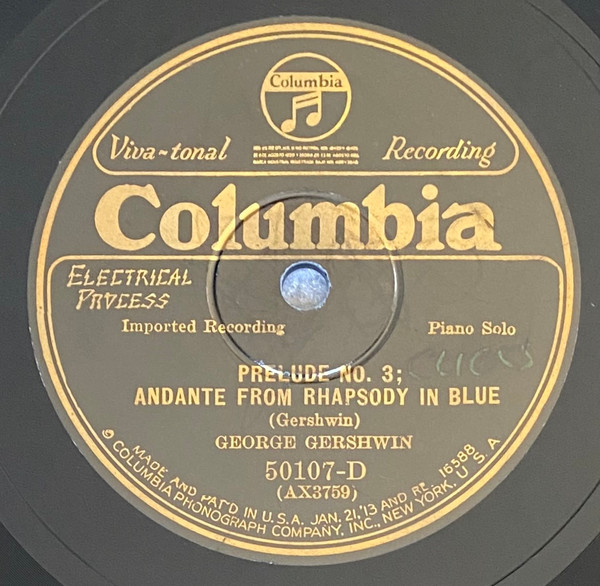 Columbia
Viva-tonal Recording
Columbia
ELECTRICAL
PROCESS
Imported Recording Piano Solo
PRELUDE NO. 3;
ANDANTE FROM RHAPSODY IN BLUE
(Gershwin)
GEORGE GERSHWIN
50107-D
(AX3759)
MADE AND PAT'D IN U.S.A. JAN. 21,'13 AND RE 16588
COLUMBIA PHONOGRAPH COMPANY, INC., NEW YORK, U.S.A